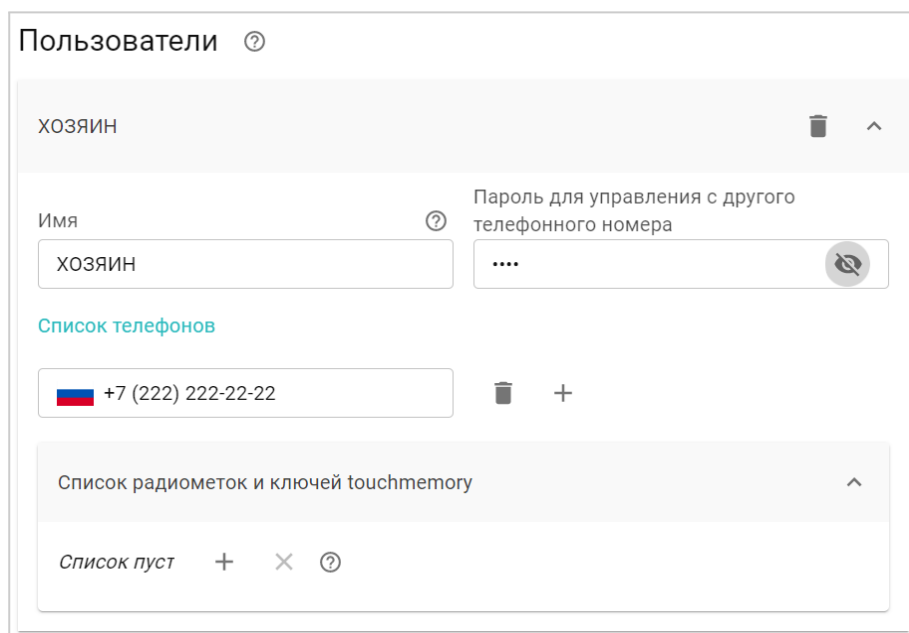 Пользователи
ХОЗЯИН
Пароль для управления с другого
Имя
телефонного номера
ХОЗЯИН
••••
Список телефонов
+7 (222) 222-22-22
Список радиометок и ключей touchmemory
Список пуст